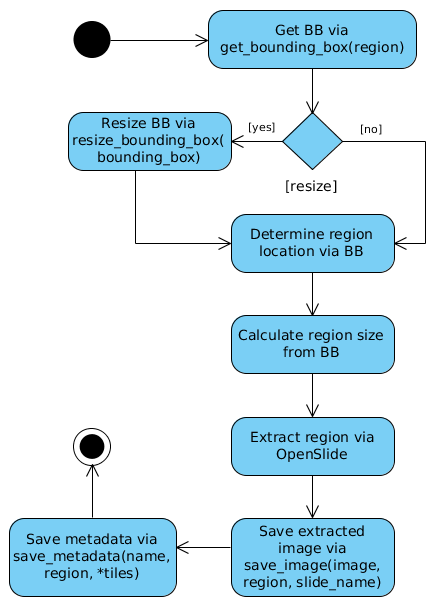 Get BB via
get_bounding_box(region)
[yes]
[no]
Resize BB via
resize_bounding_box(
bounding_box)
[resize]
Determine region
location via BB
Calculate region size
from BB
Extract region via
OpenSlide
Save extracted
image via
save_image(image,
region, slide_name)
Save metadata via
save_metadata(name,
region, *tiles)